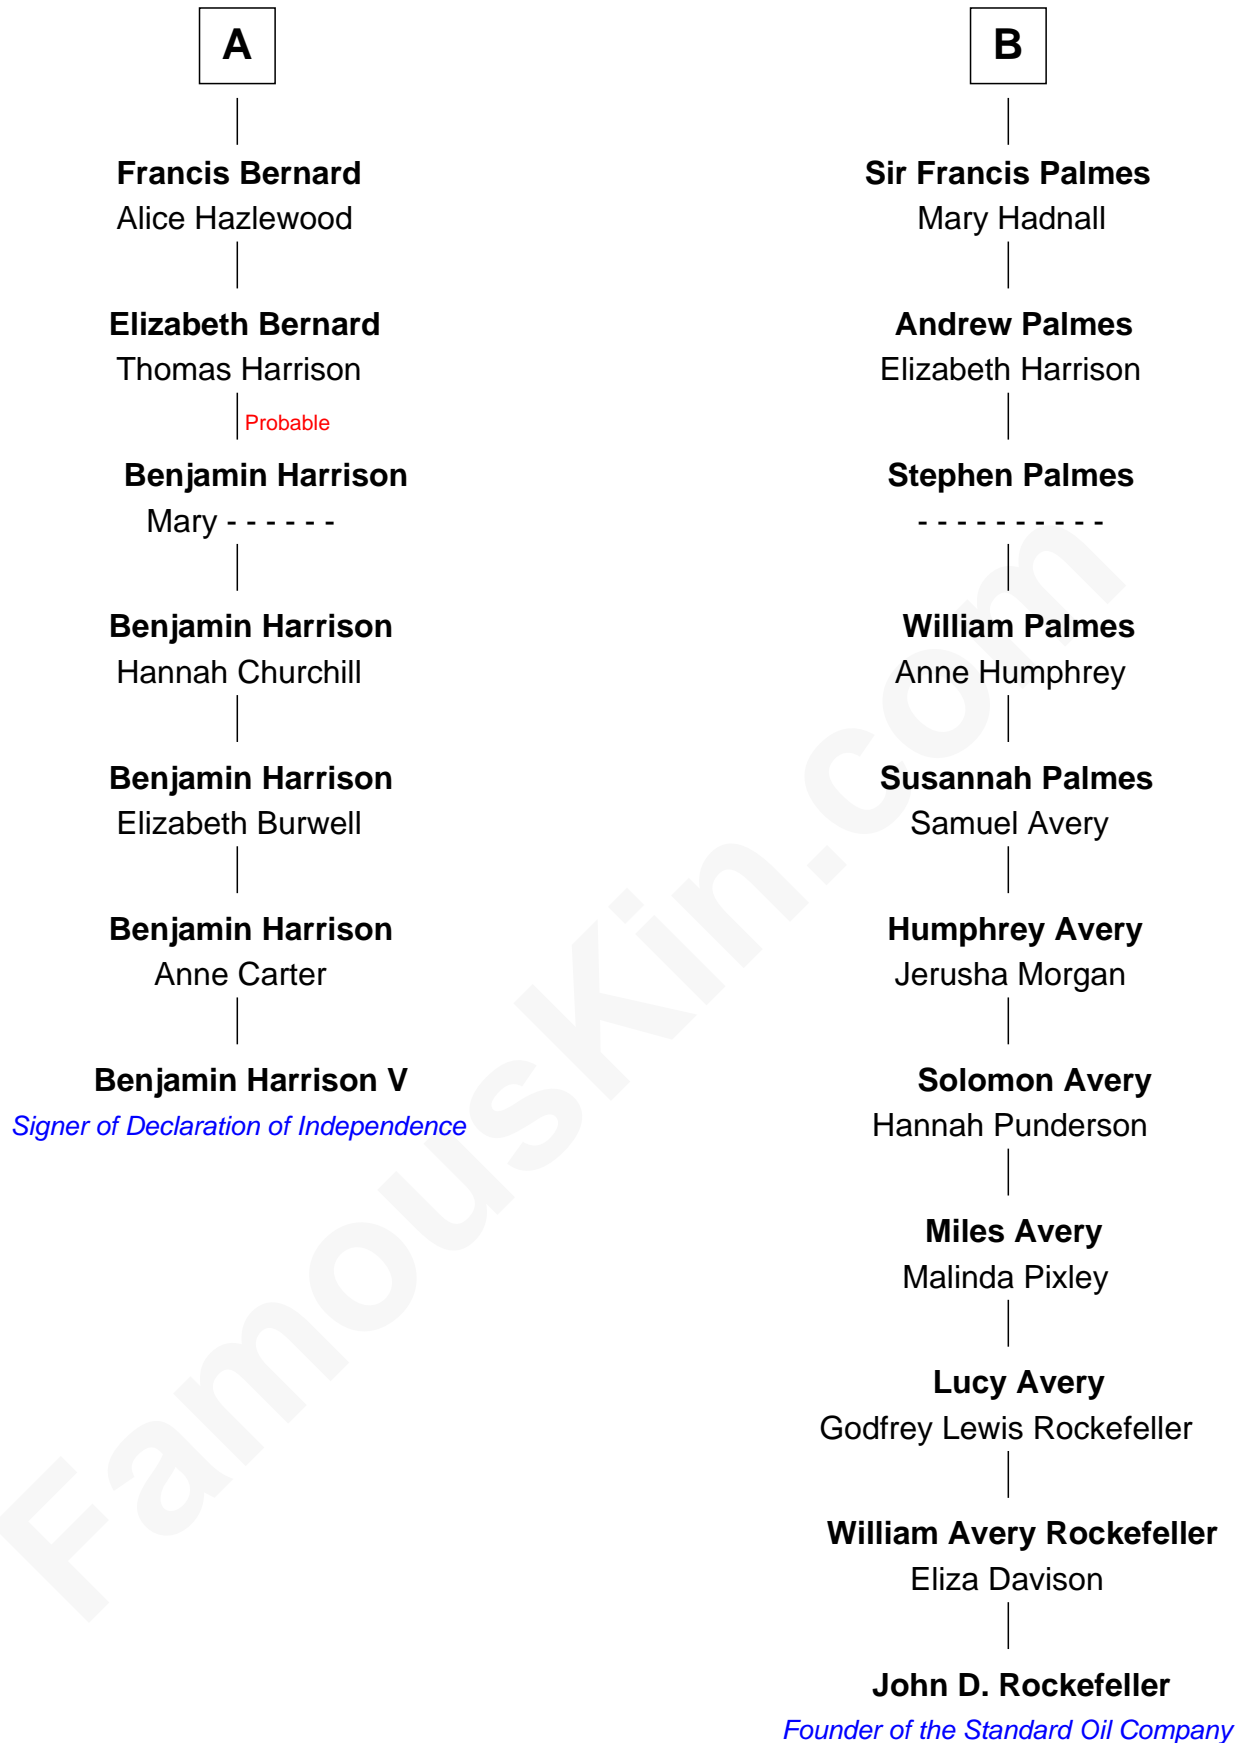 A
Francis Bernard
Alice Hazlewood
Elizabeth Bernard
Thomas Harrison
Probable
Benjamin Harrison
Mary - - - - - -
Benjamin Harrison
Hannah Churchill
Benjamin Harrison
Elizabeth Burwell
Benjamin Harrison
Anne Carter
Benjamin Harrison V
Signer of Declaration of Independence
B
Sir Francis Palmes
Mary Hadnall
Andrew Palmes
Elizabeth Harrison
Stephen Palmes
- - - - - - - - - -
William Palmes
Anne Humphrey
Susannah Palmes
Samuel Avery
Humphrey Avery
Jerusha Morgan
Solomon Avery
Hannah Punderson
Miles Avery
Malinda Pixley
Lucy Avery
Godfrey Lewis Rockefeller
William Avery Rockefeller
Eliza Davison
John D. Rockefeller
Founder of the Standard Oil Company
FamousKin.com